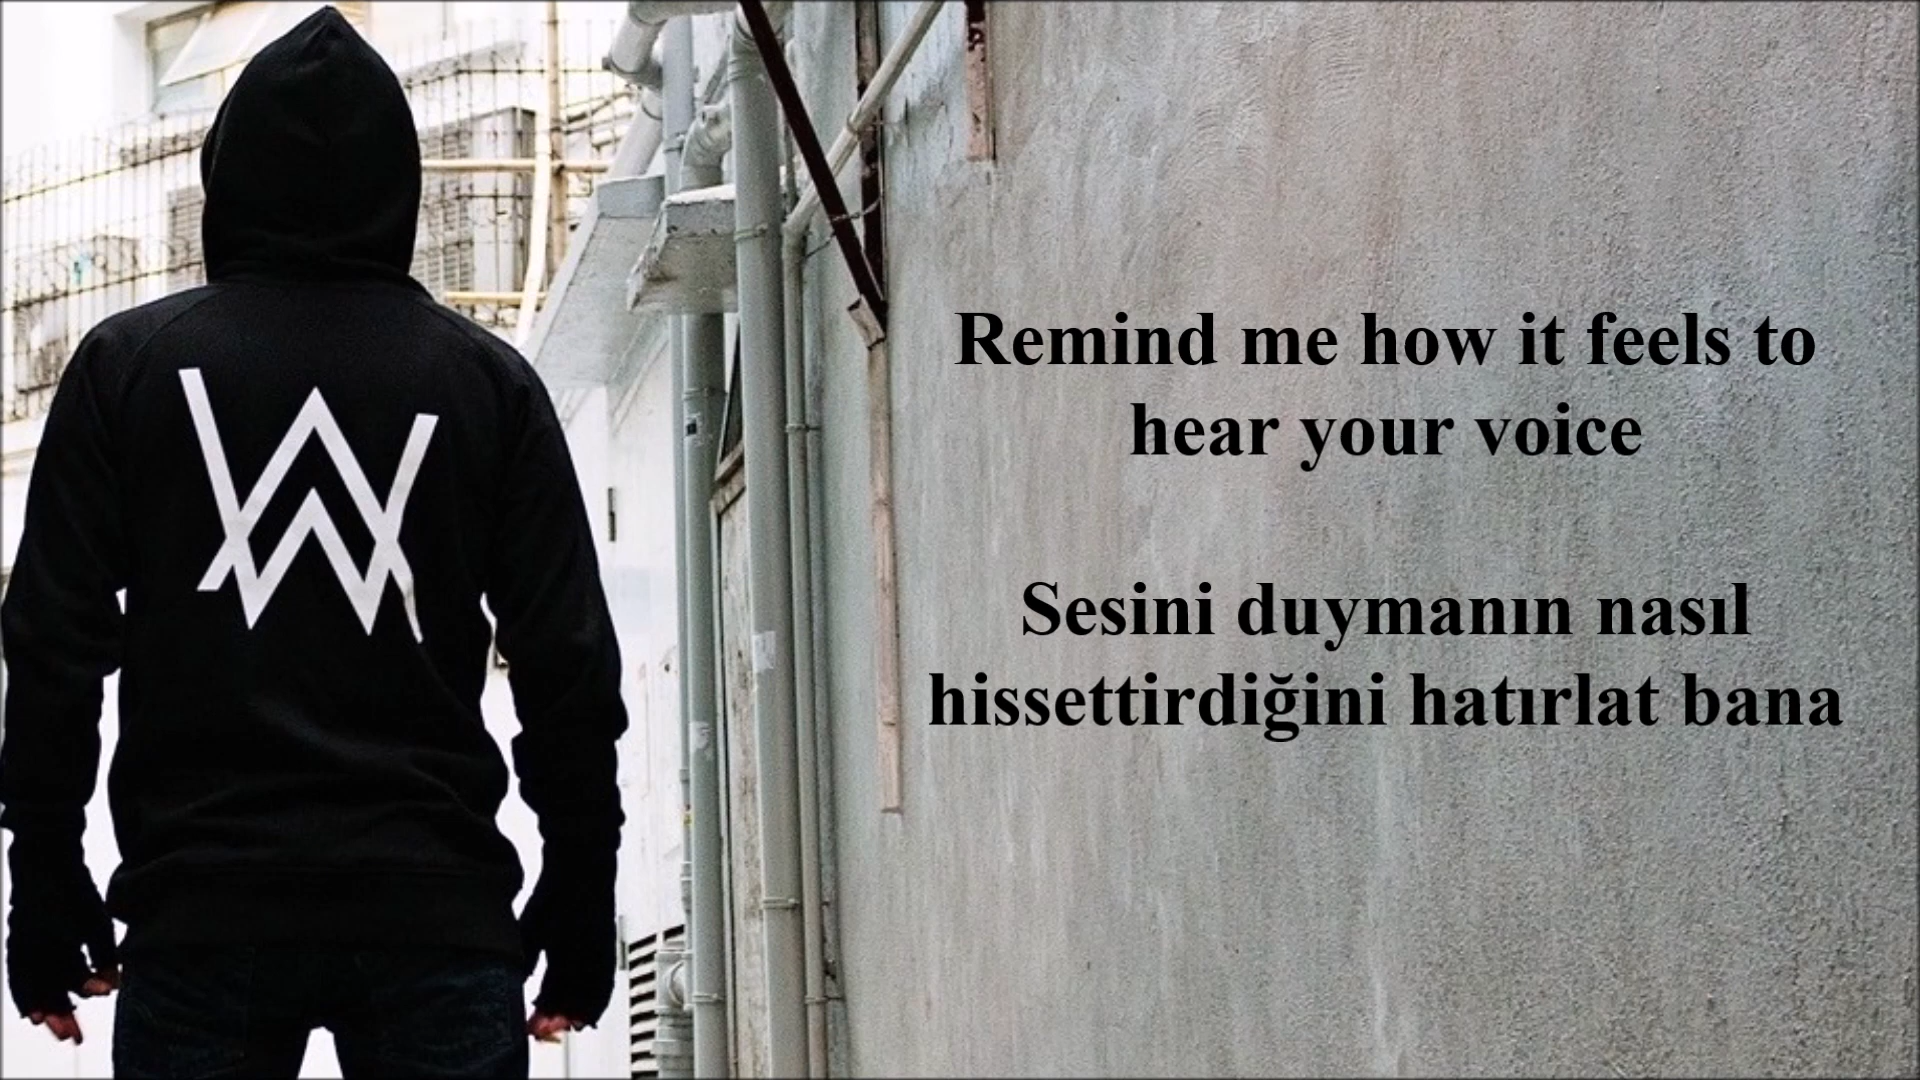 Remind me how it feels to
hear your voice
Sesini duymanın nasıl
hissettirdiğini hatırlat bana